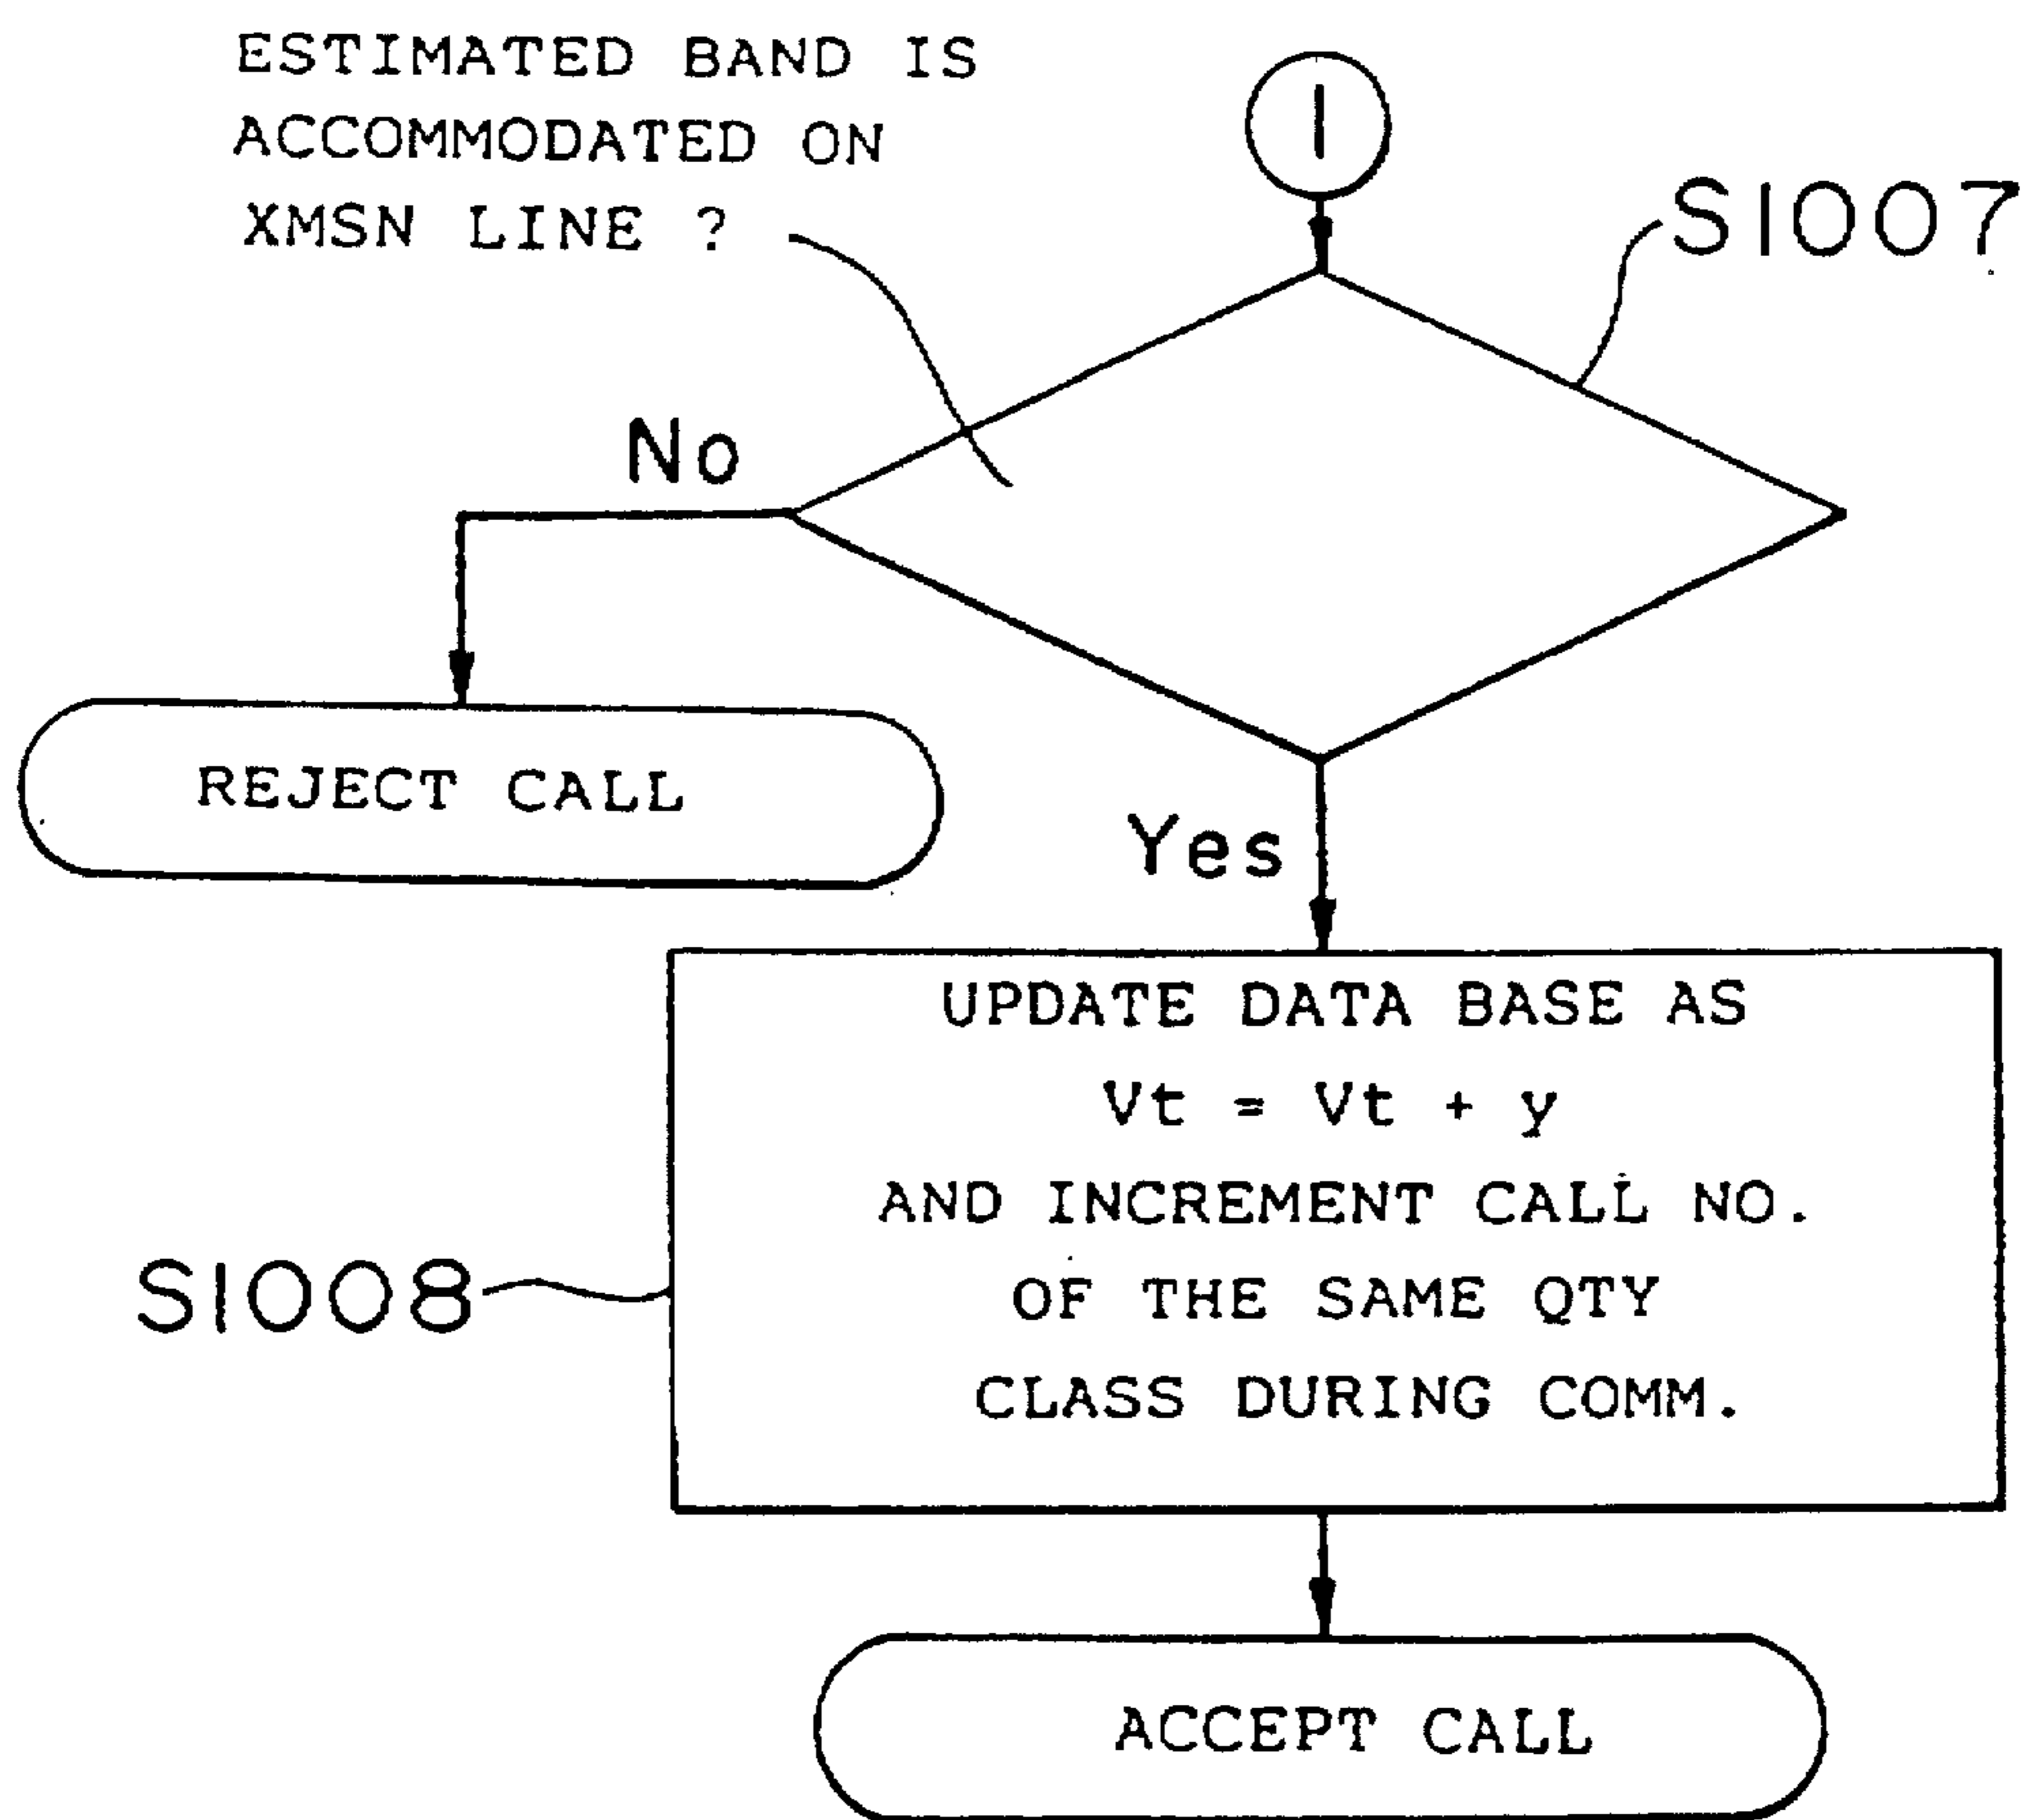 ESTIMATED BAND IS
ACCOMMODATED ON
XMSN LINE ?
1
S1007
No
REJECT CALL
Yes
UPDATE DATA BASE AS
Vt = Vt + y
AND INCREMENT CALL NO.
OF THE SAME QTY
CLASS DURING COMM.
S1008
ACCEPT CALL